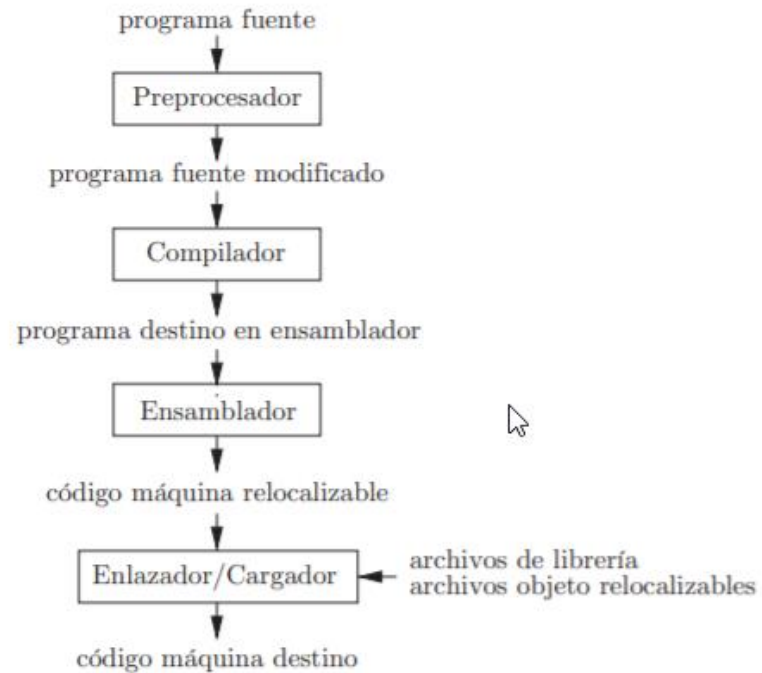 programa fuente
Preprocesador
programa fuente modificado
Compilador
programa destino en ensamblador
Ensamblador
código máquina relocalizable
Enlazador/Cargador
archivos de librería
archivos objeto relocalizables
código máquina destino